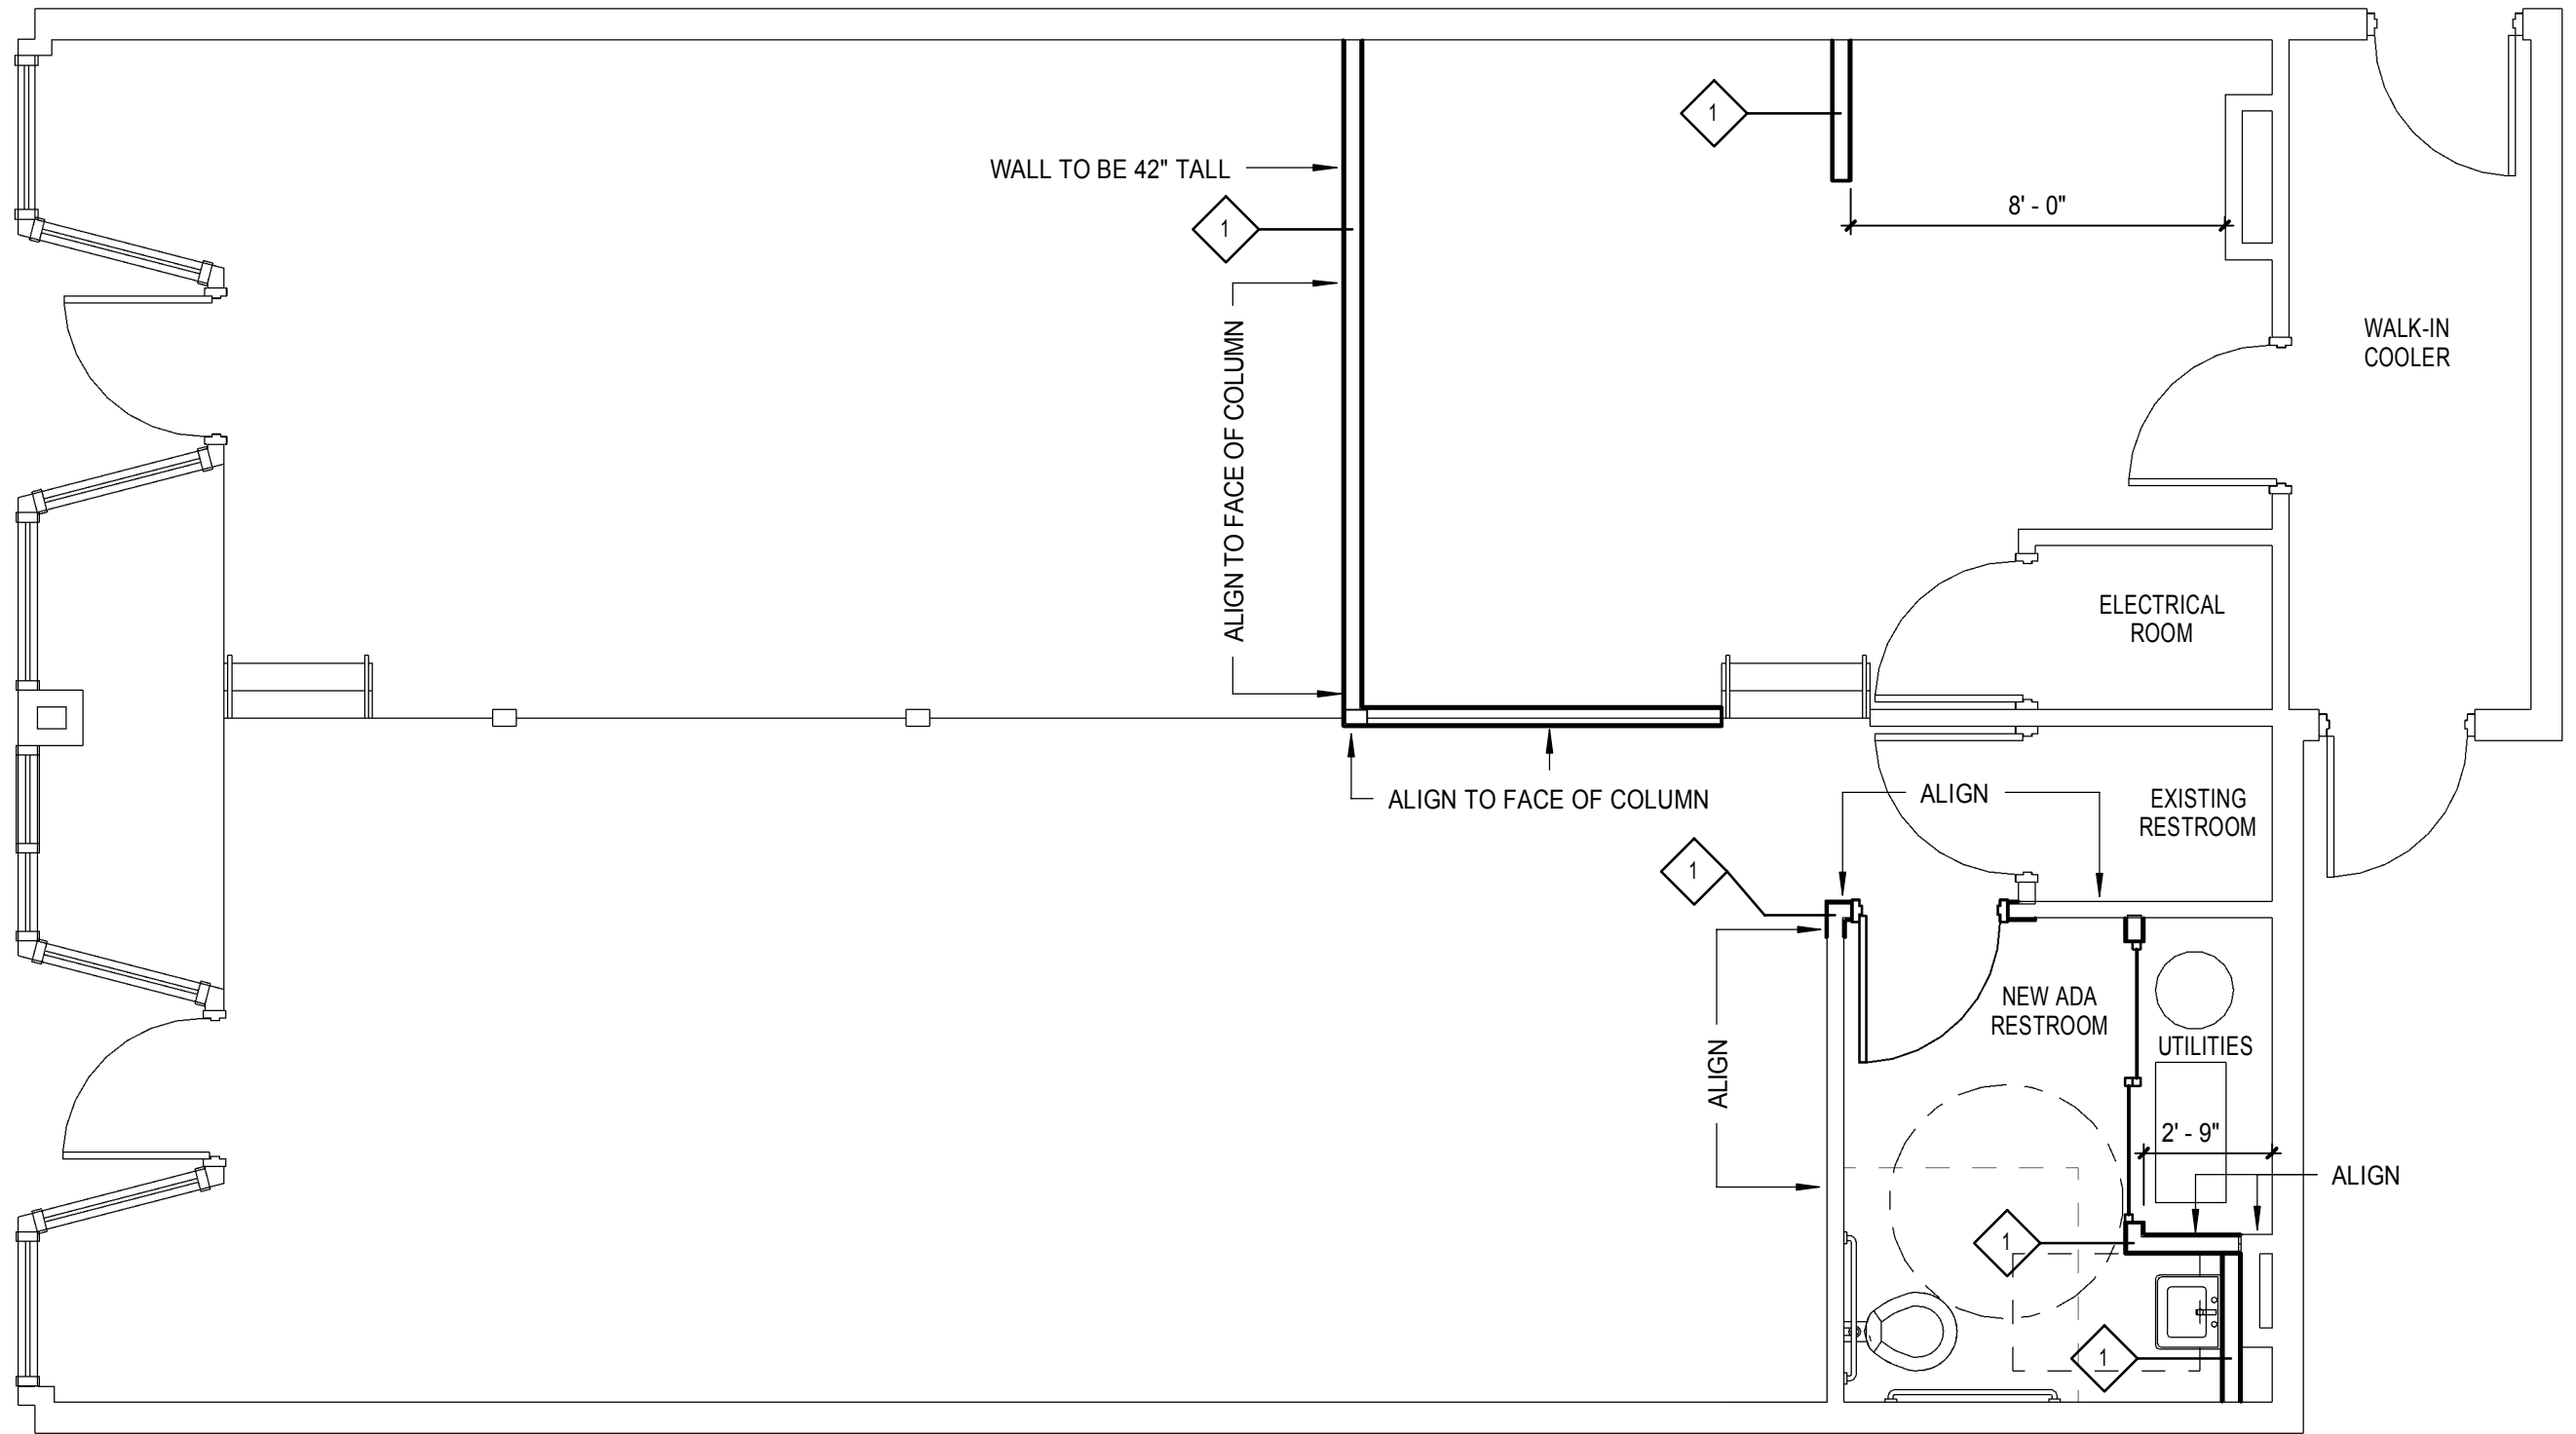 1
WALL TO BE 42" TALL
8' - 0"
1
WALK-IN
COOLER
ALIGN TO FACE OF COLUMN
ELECTRICAL
ROOM
ALIGN TO FACE OF COLUMN
ALIGN
EXISTING
RESTROOM
1
NEW ADA
RESTROOM
UTILITIES
ALIGN
2' - 9"
ALIGN
1
1